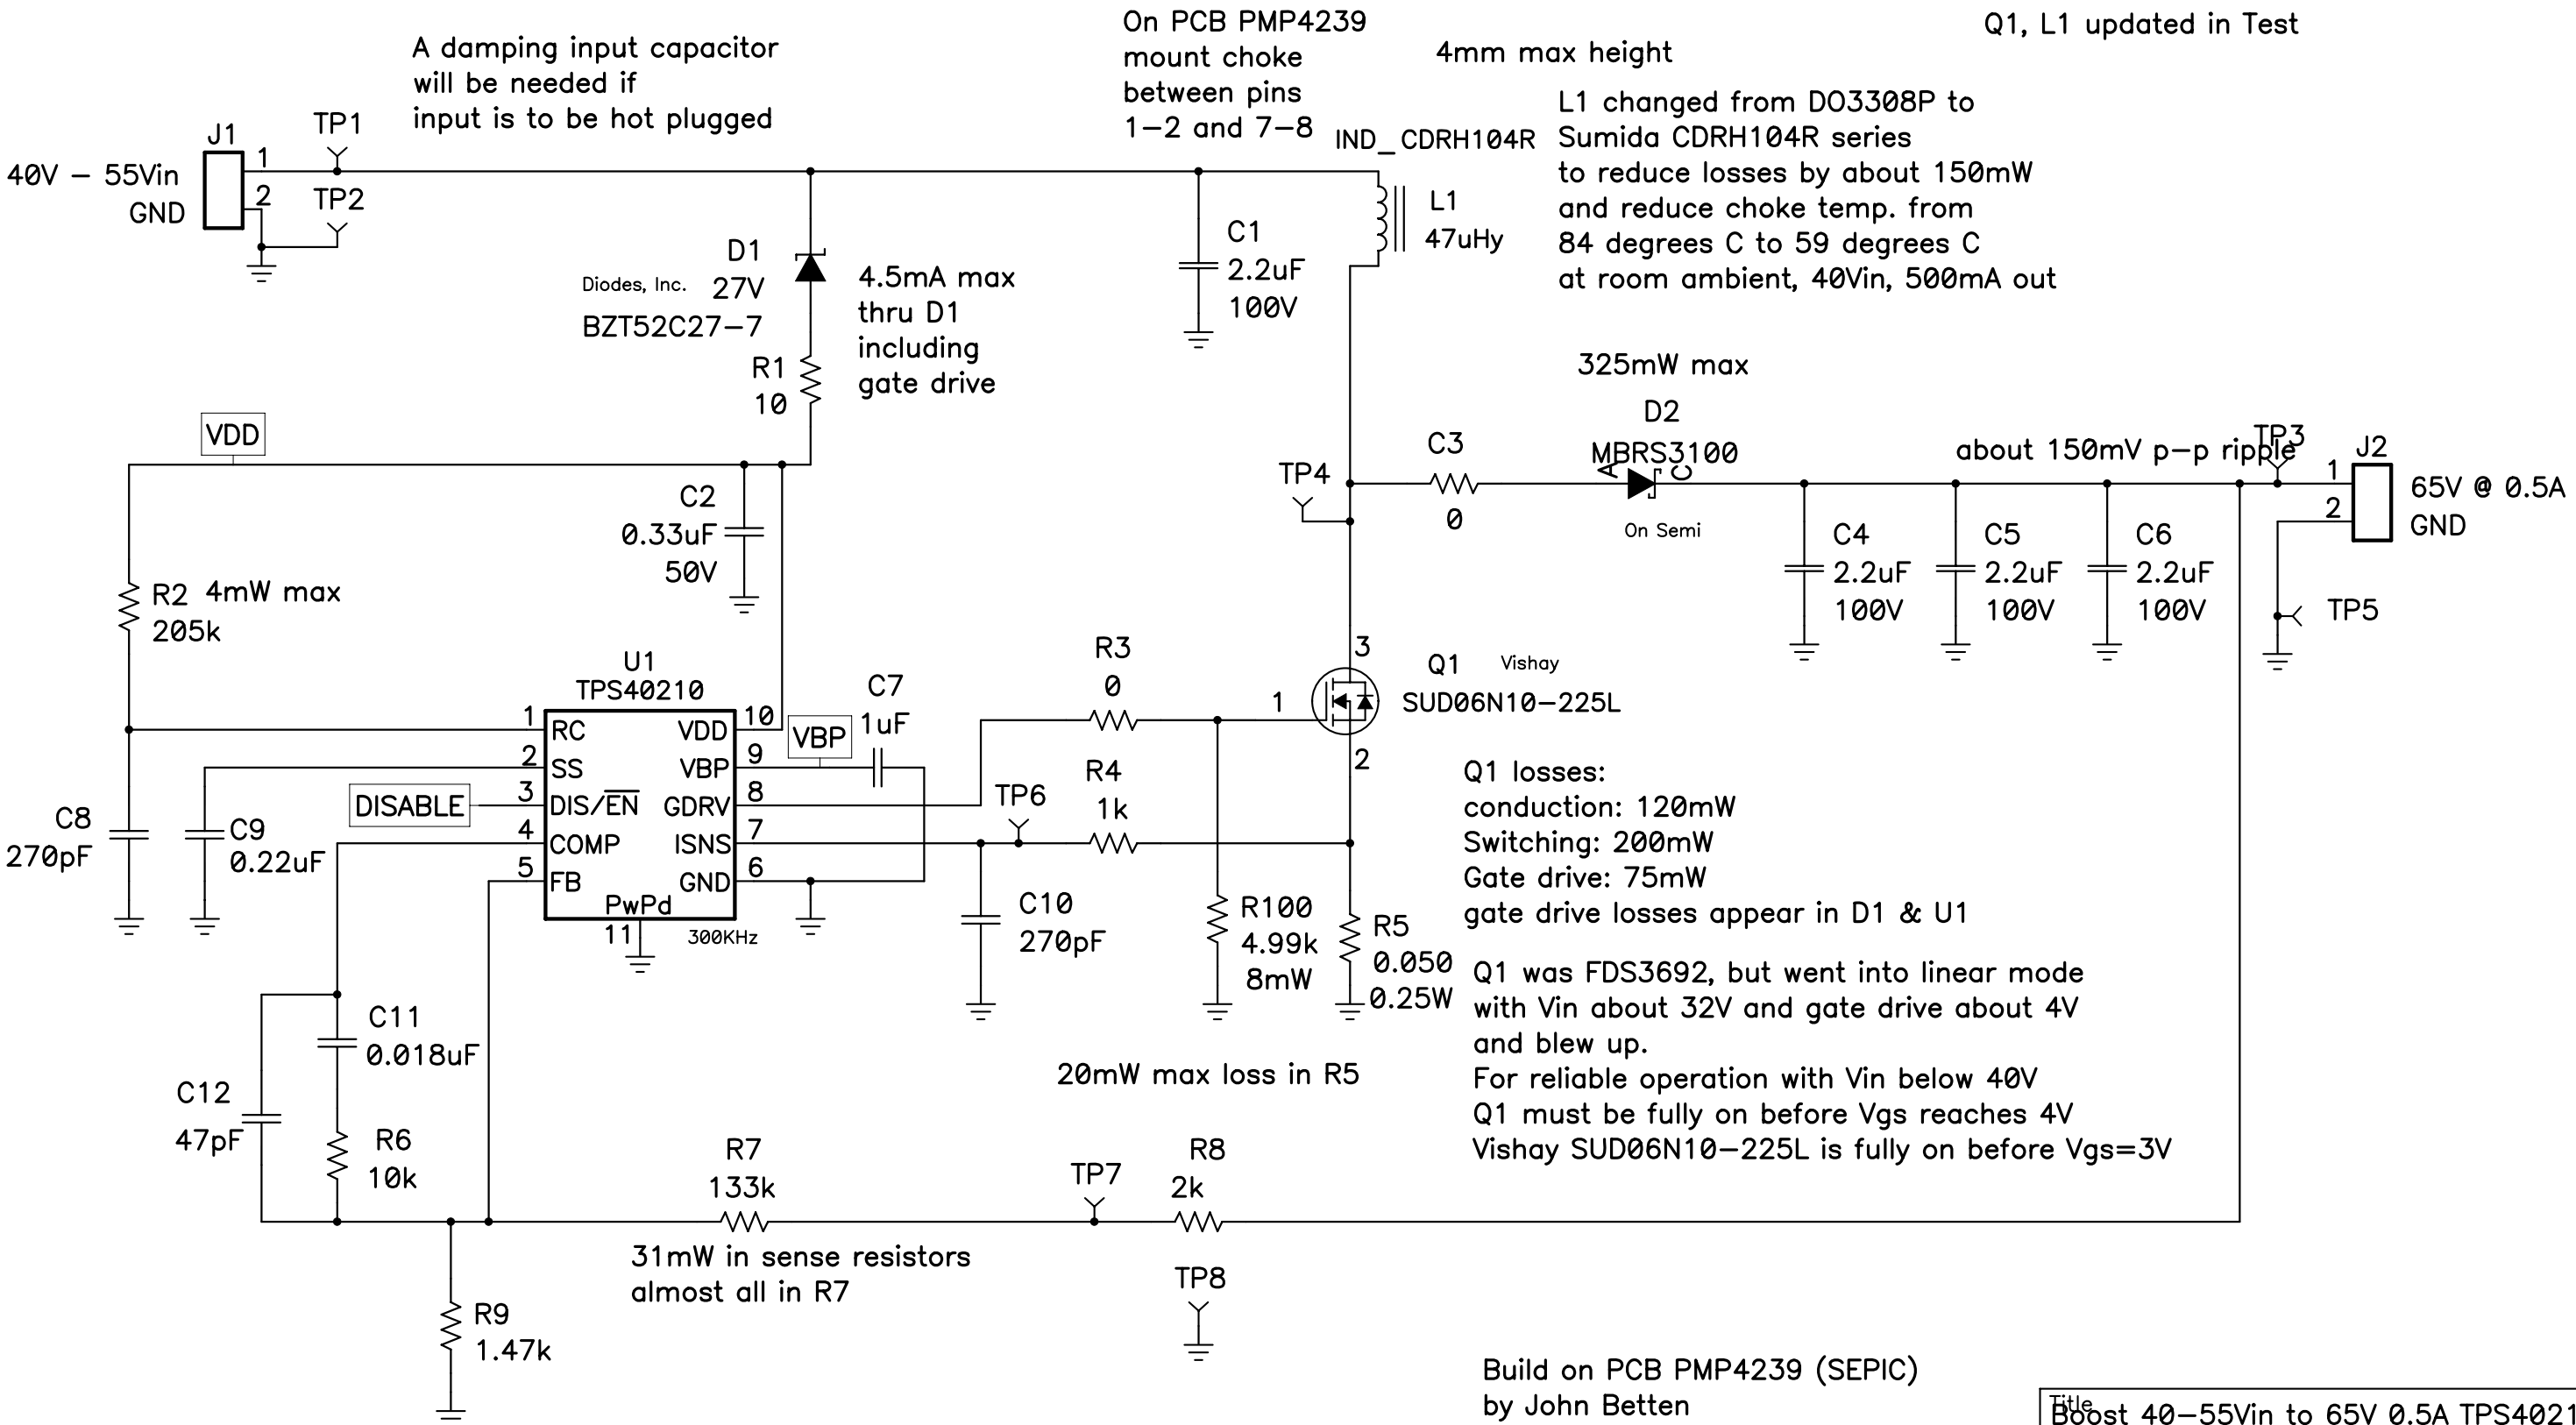 Q1, L1 updated in Test
On PCB PMP4239
mount choke
between pins
1-2 and 7-8
4mm max height
A damping input capacitor
will be needed if
input is to be hot plugged
L1 changed from DO3308P to
Sumida CDRH104R series
to reduce losses by about 150mW
and reduce choke temp. from
84 degrees C to 59 degrees C
at room ambient, 40Vin, 500mA out
IND_CDRH104R
J1
TP1
40V - 55Vin
1
2
GND
TP2
L1
47uHy
C1
2.2uF
100V
D1
27V
Diodes, Inc.
BZT52C27-7
4.5mA max
thru D1
including
gate drive
R1
10
VDD
325mW max
D2
MBRS3100
A
C
On Semi
C3
0
TP4
about 150mV p-p ripple
TP3
J2
1
2
65V @ 0.5A
GND
C2
0.33uF
50V
C4
2.2uF
100V
C5
2.2uF
100V
C6
2.2uF
100V
TP5
R2
4mW max
205k
U1
TPS40210
1
RC
2
SS
3
DIS/EN
4
COMP
5
FB
VDD
10
VBP
9
GDRV
8
ISNS
7
GND
6
PwPd
11
300KHz
DISABLE
VBP
C7
1uF
R3
0
R4
1k
TP6
1
3
2
Q1
Vishay
SUD06N10-225L
C8
270pF
C9
0.22uF
C10
270pF
R100
4.99k
8mW
R5
0.050
0.25W
Q1 losses:
conduction: 120mW
Switching: 200mW
Gate drive: 75mW
gate drive losses appear in D1 & U1
Q1 was FDS3692, but went into linear mode
with Vin about 32V and gate drive about 4V
and blew up.
For reliable operation with Vin below 40V
Q1 must be fully on before Vgs reaches 4V
Vishay SUD06N10-225L is fully on before Vgs=3V
20mW max loss in R5
C11
0.018uF
C12
47pF
R6
10k
R7
133k
TP7
R8
2k
31mW in sense resistors
almost all in R7
TP8
R9
1.47k
Build on PCB PMP4239 (SEPIC)
by John Betten
Title
Boost 40-55Vin to 65V 0.5A TPS4021